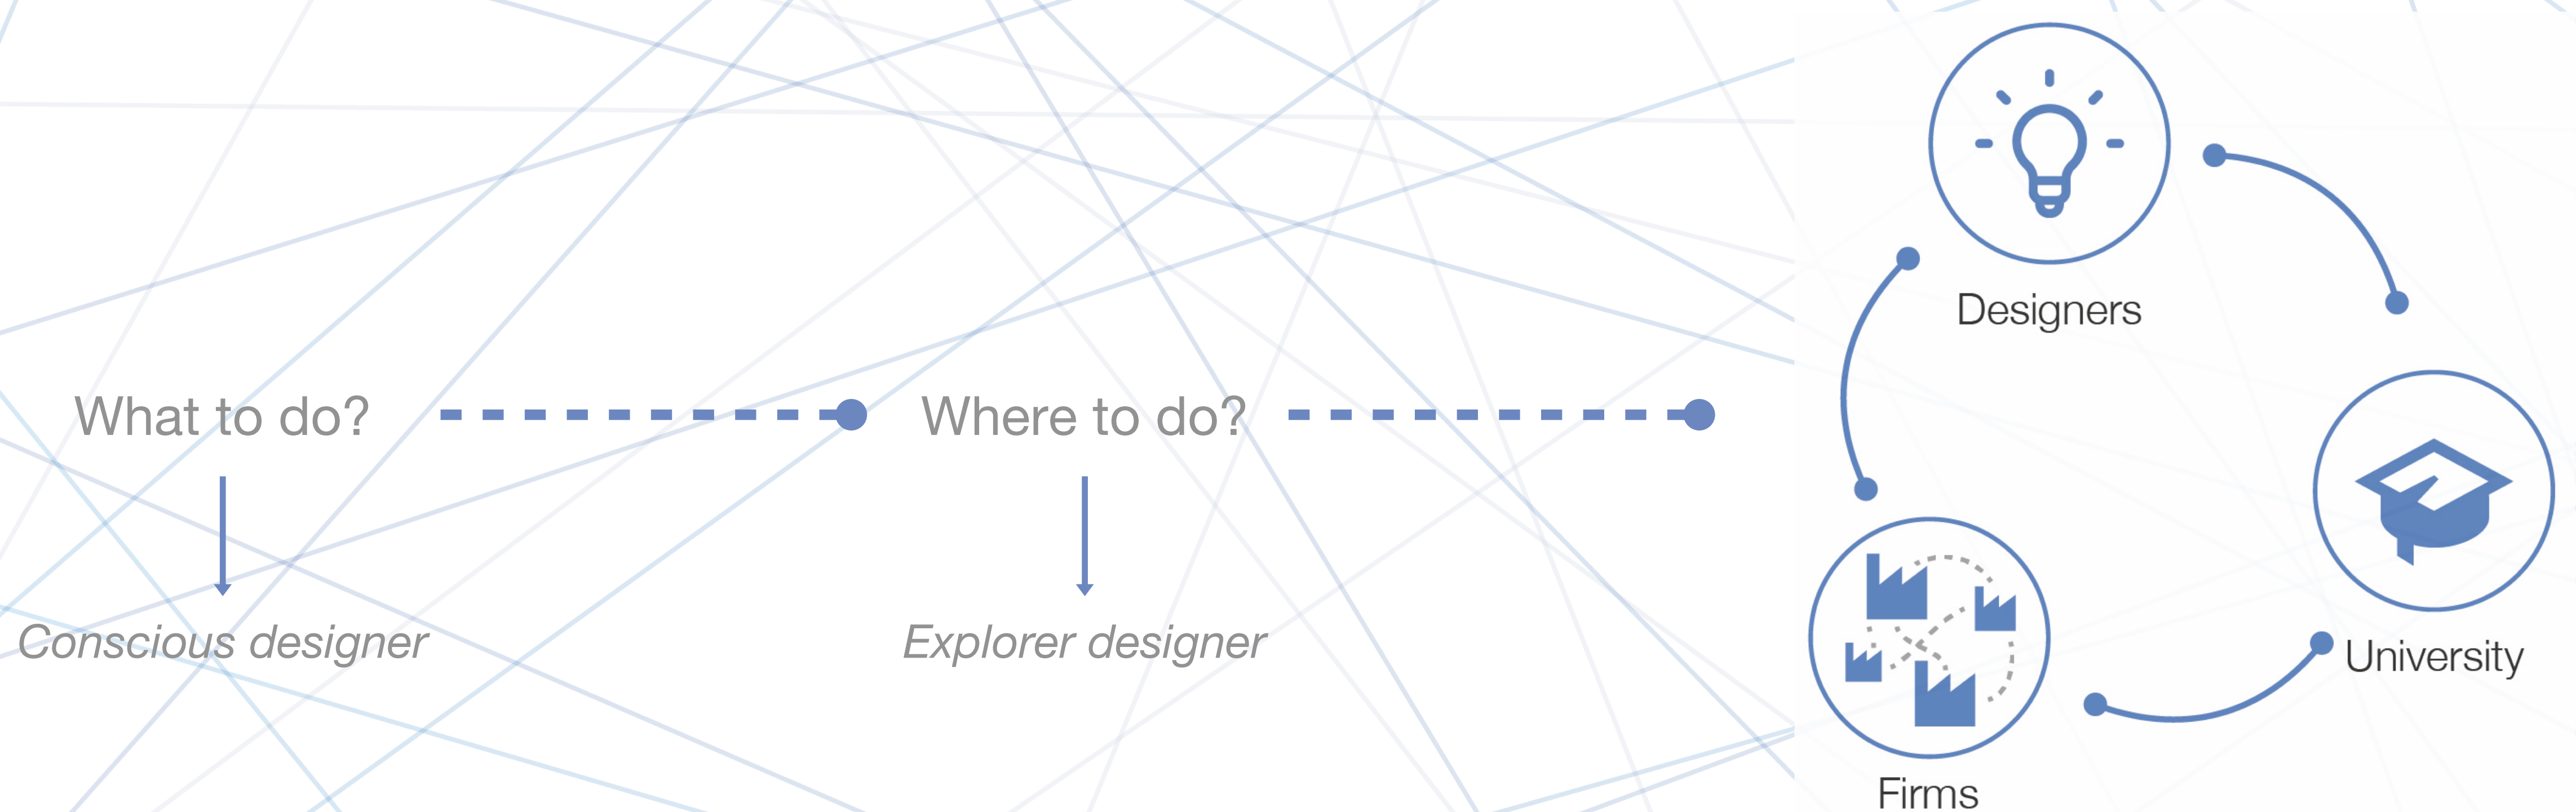 What to do?
Where to do?
Conscious designer
Explorer designer
Designers
University
Firms